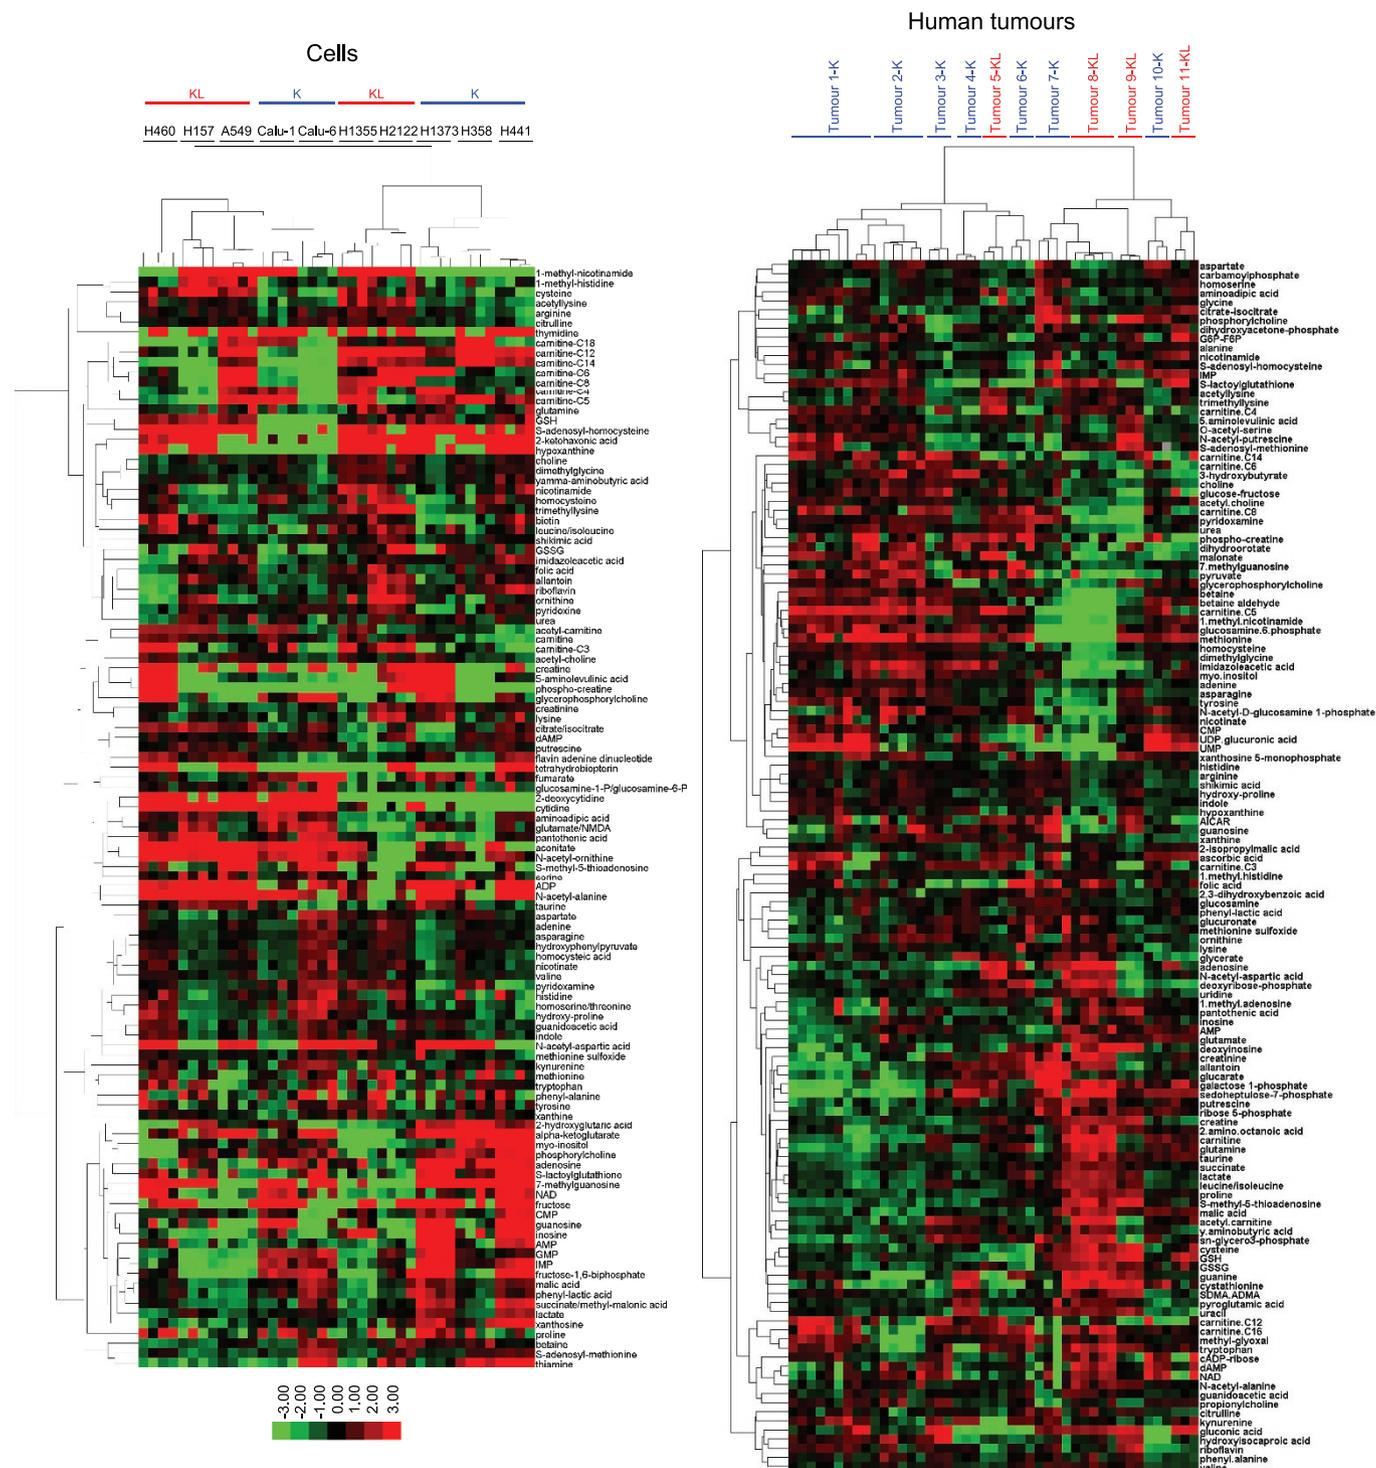 Human tumours
Cells
Tumour 1-K
Tumour 2-K
Tumour 3-K
Tumour 4-K
Tumour 5-KL
Tumour 6-K
Tumour 7-K
Tumour 8-KL
Tumour 9-KL
Tumour 10-K
Tumour 11-KL
KL
K
KL
K
H460 H157 A549 Calu-1 Calu-6 H1355 H2122 H1373 H358 H441
1-methyl-nicotinamide
1-methyl-histidine
cysteine
acetyllysine
arginine
citrulline
thymidine
carnitine-C18
carnitine-C12
carnitine-C14
carnitine-C6
carnitine-C8
carnitine-C4
carnitine-C5
glutamine
GSH
S-adenosyl-homocysteine
2-ketohaxonic acid
hypoxanthine
choline
dimethylglycine
yamma-aminobutyric acid
nicotinamide
homocysteine
trimethyllysine
biotin
leucine/isoleucine
shikimic acid
GSSG
imidazoleacetic acid
folic acid
allantoin
riboflavin
ornithine
pyridoxine
urea
acetyl-carnitine
carnitine
carnitine-C3
acetyl-choline
creatine
5-aminolevulinic acid
phospho-creatine
glycerophosphorylcholine
creatinine
lysine
citrate/isocitrate
dAMP
putrescine
flavin adenine dinucleotide
tetrahydrobiopterin
fumarate
glucosamine-1-P/glucosamine-6-P
2-deoxycytidine
cytidine
aminoadipic acid
glutamate/NMDA
pantothenic acid
aconitate
N-acetyl-ornithine
S-methyl-5-thioadenosine
serine
ADP
N-acetyl-alanine
taurine
aspartate
adenine
asparagine
hydroxyphenylpyruvate
homocysteic acid
nicotinate
valine
pyridoxamine
histidine
homoserine/threonine
hydroxy-proline
guanidoacetic acid
indole
N-acetyl-aspartic acid
methionine sulfoxide
kynurenine
methionine
tryptophan
phenyl-alanine
tyrosine
xanthine
2-hydroxyglutaric acid
alpha-ketoglutarate
myo-inositol
phosphorylcholine
adenosine
S-lactoylglutathione
7-methylguanosine
NAD
fructose
CMP
guanosine
inosine
AMP
GMP
IMP
fructose-1,6-biphosphate
malic acid
phenyl-lactic acid
succinate/methyl-malonic acid
lactate
xanthosine
proline
betaine
S-adenosyl-methionine
thiamine
-3.00
-2.00
-1.00
0.00
1.00
2.00
3.00
aspartate
carbamoylphosphate
homoserine
aminoadipic acid
glycine
citrate-isocitrate
phosphorylcholine
dihydroxyacetone-phosphate
G6P-F6P
alanine
nicotinamide
S-adenosyl-homocysteine
IMP
S-lactoylglutathione
acetyllysine
trimethyllysine
carnitine.C4
5.aminolevulinic acid
O-acetyl-serine
N-acetyl-putrescine
S-adenosyl-methionine
carnitine.C14
carnitine.C6
3-hydroxybutyrate
choline
glucose-fructose
acetyl.choline
carnitine.C8
pyridoxamine
urea
phospho-creatine
dihydroorotate
malonate
7.methylguanosine
pyruvate
glycerophosphorylcholine
betaine
betaine aldehyde
carnitine.C5
1.methyl.nicotinamide
glucosamine.6.phosphate
methionine
homocysteine
dimethylglycine
imidazoleacetic acid
myo.inositol
adenine
asparagine
tyrosine
N-acetyl-D-glucosamine 1-phosphate
nicotinate
CMP
UDP.glucuronic acid
UMP
xanthosine 5-monophosphate
histidine
arginine
shikimic acid
hydroxy-proline
indole
hypoxanthine
AICAR
guanosine
xanthine
2-isopropylmalic acid
ascorbic acid
carnitine.C3
1.methyl.histidine
folic acid
2,3-dihydroxybenzoic acid
glucosamine
phenyl-lactic acid
glucuronate
methionine sulfoxide
ornithine
lysine
glycerate
adenosine
N-acetyl-aspartic acid
deoxyribose-phosphate
uridine
1.methyl.adenosine
pantothenic acid
inosine
AMP
glutamate
deoxyinosine
creatinine
allantoin
glucarate
galactose 1-phosphate
sedoheptulose-7-phosphate
putrescine
ribose 5-phosphate
creatine
2.amino.octanoic acid
carnitine
glutamine
taurine
succinate
lactate
leucine/isoleucine
proline
S-methyl-5-thioadenosine
malic acid
acetyl.carnitine
y.aminobutyric acid
sn-glycero3-phosphate
cysteine
GSH
GSSG
guanine
cystathionine
SDMA.ADMA
pyroglutamic acid
uracil
carnitine.C12
carnitine.C16
methyl-glyoxal
tryptophan
cADP-ribose
dAMP
NAD
N-acetyl-alanine
guanidoacetic acid
propionylcholine
citrulline
kynurenine
gluconic acid
hydroxyisocaproic acid
riboflavin
phenyl.alanine